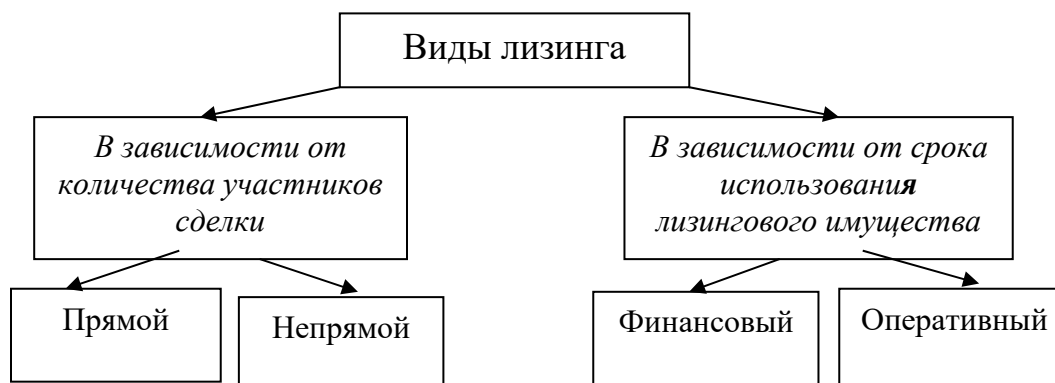 Виды лизинга
В зависимости от
количества участников
сделки
В зависимости от срока
использования
лизингового имущества
Прямой
Непрямой
Финансовый
Оперативный